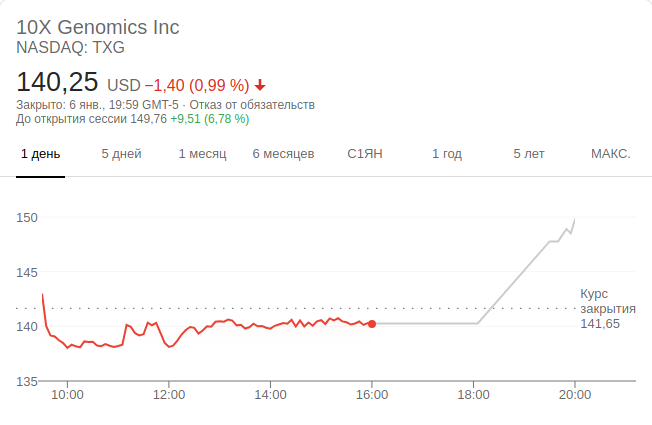 10X Genomics Inc
NASDAQ: TXG
140,25 USD −1,40 (0,99 %)
Закрыто: 6 янв., 19:59 GMT-5 · Отказ от обязательств
До открытия сессии 149,76 +9,51 (6,78 %)
1 день 5 дней 1 месяц 6 месяцев С1ЯН 1 год 5 лет МАКС.
150
145
Курс
закрытия
141,65
140
135
10:00 12:00 14:00 16:00 18:00 20:00